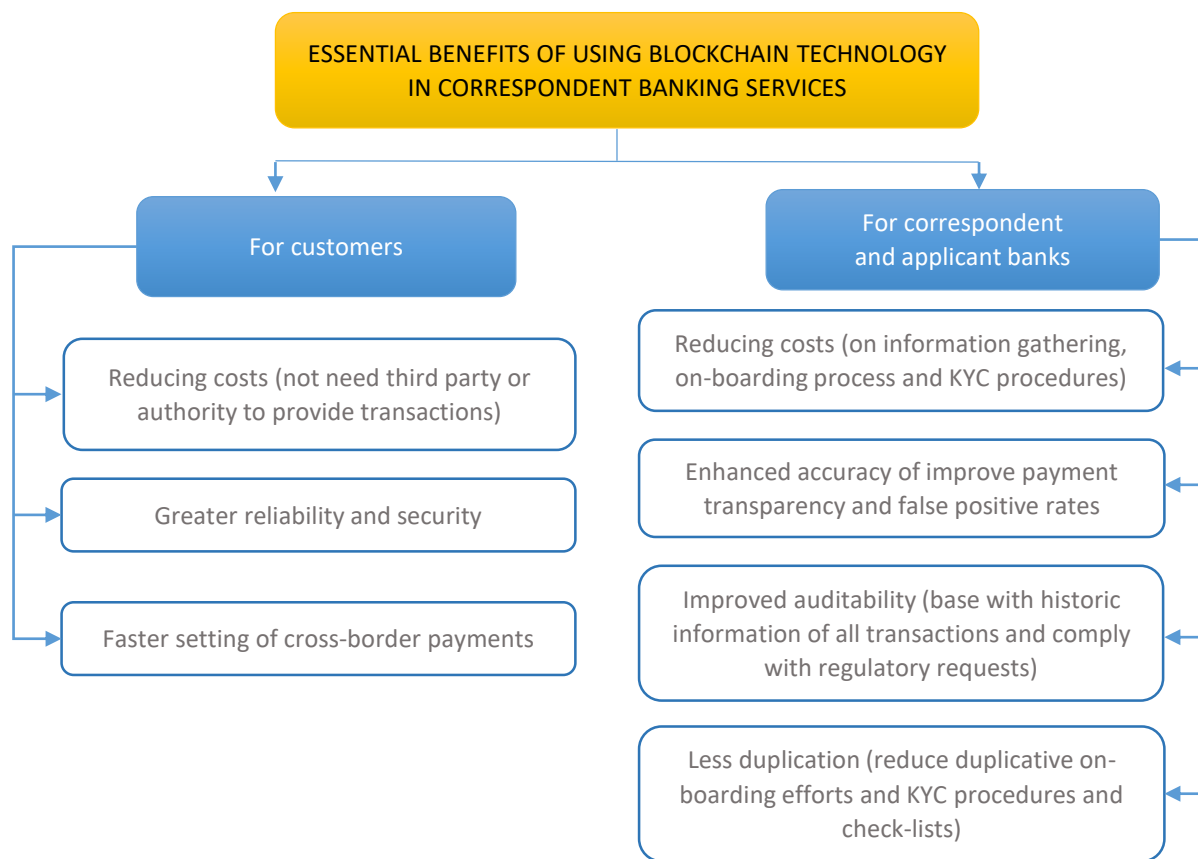 ESSENTIAL BENEFITS OF USING BLOCKCHAIN TECHNOLOGY
IN CORRESPONDENT BANKING SERVICES
For customers
Reducing costs (not need third party or
authority to provide transactions)
Greater reliability and security
Faster setting of cross-border payments
For correspondent
and applicant banks
Reducing costs (on information gathering,
on-boarding process and KYC procedures)
Enhanced accuracy of improve payment
transparency and false positive rates
Improved auditability (base with historic
information of all transactions and comply
with regulatory requests)
Less duplication (reduce duplicative on-
boarding efforts and KYC procedures and
check-lists)